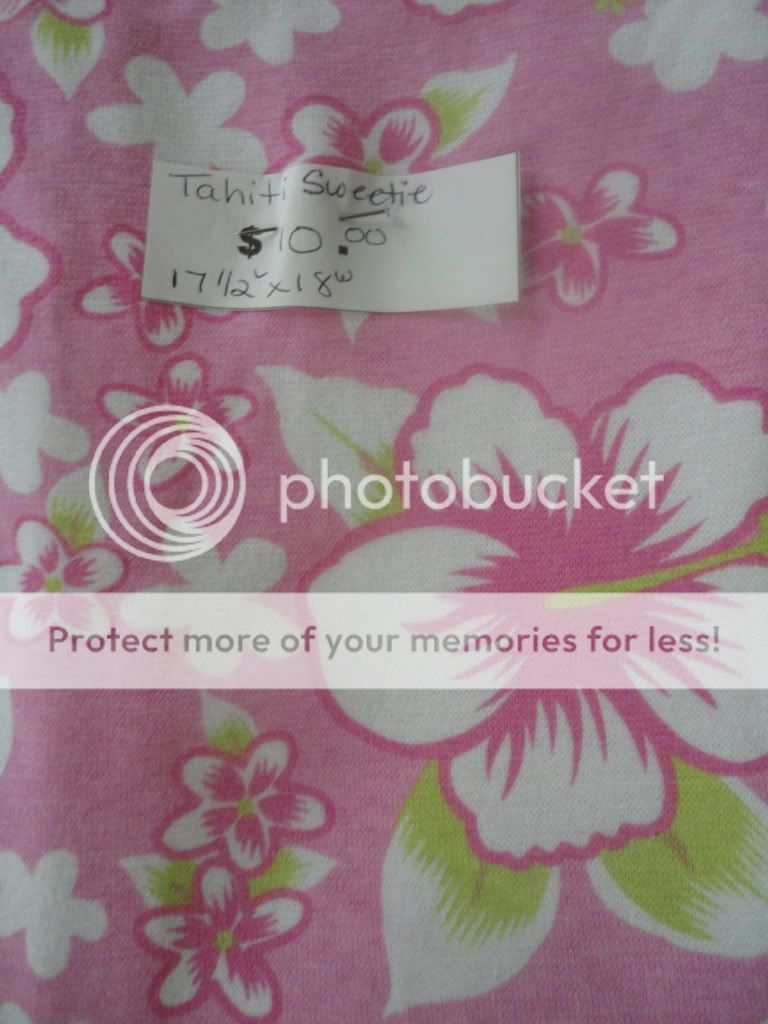 Tahiti Sweetie
$10.00
17 1/2 L x 18 W
photobucket
Protect more of your memories for less!